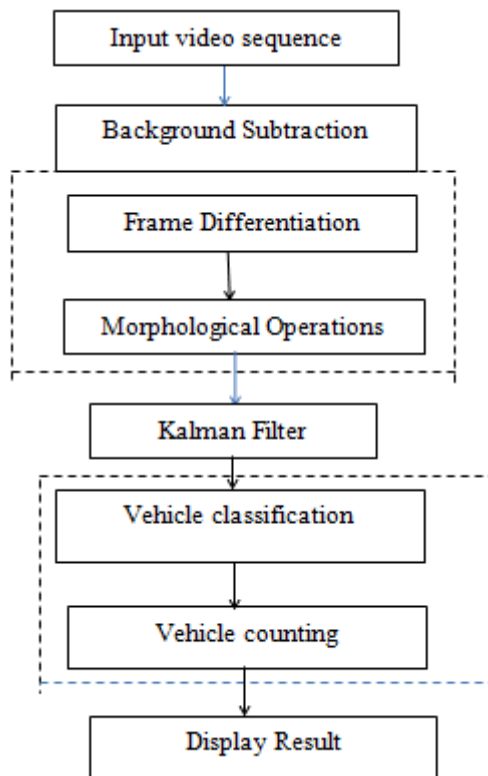 Input video sequence
Background Subtraction
Frame Differentiation
Morphological Operations
Kalman Filter
Vehicle classification
Vehicle counting
Display Result